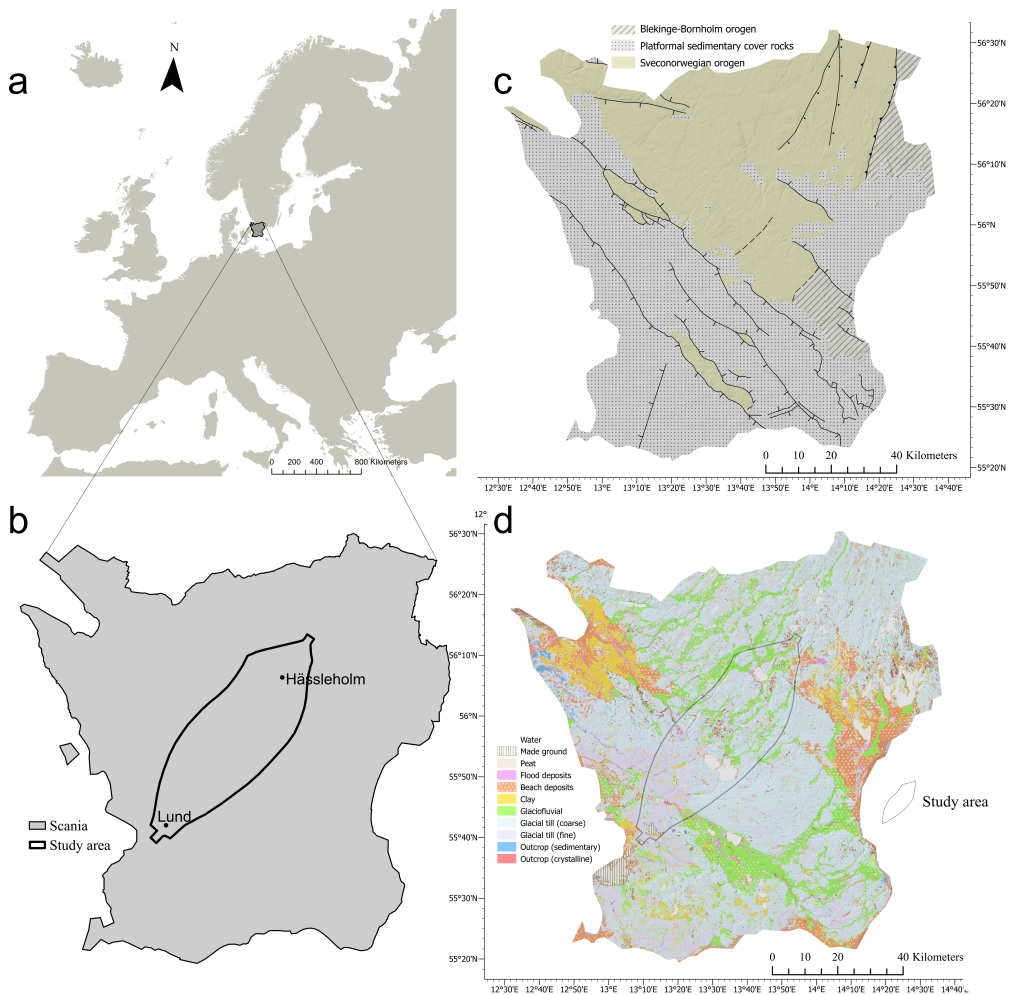 a
N
0 200 400 800 Kilometers
c
Blekinge-Bornholm orogen
Platformal sedimentary cover rocks
Sveconorwegian orogen
56°30'N
56°20'N
56°10'N
56°N
55°50'N
55°40'N
55°30'N
55°20'N
0 10 20 40 Kilometers
12°30'E 12°40'E 12°50'E 13°E 13°10'E 13°20'E 13°30'E 13°40'E 13°50'E 14°E 14°10'E 14°20'E 14°40'E
b
Hässleholm
Lund
Scania
Study area
d
12°
56°30'N
56°20'N
56°10'N
56°N
55°50'N
55°40'N
55°30'N
55°20'N
Water
Made ground
Peat
Flood deposits
Beach deposits
Clay
Glaciofluvial
Glacial till (coarse)
Glacial till (fine)
Outcrop (sedimentary)
Outcrop (crystalline)
Study area
0 10 20 40 Kilometers
12°30'E 12°40'E 12°50'E 13°E 13°10'E 13°20'E 13°30'E 13°40'E 13°50'E 14°E 14°10'E 14°20'E 14°40'E